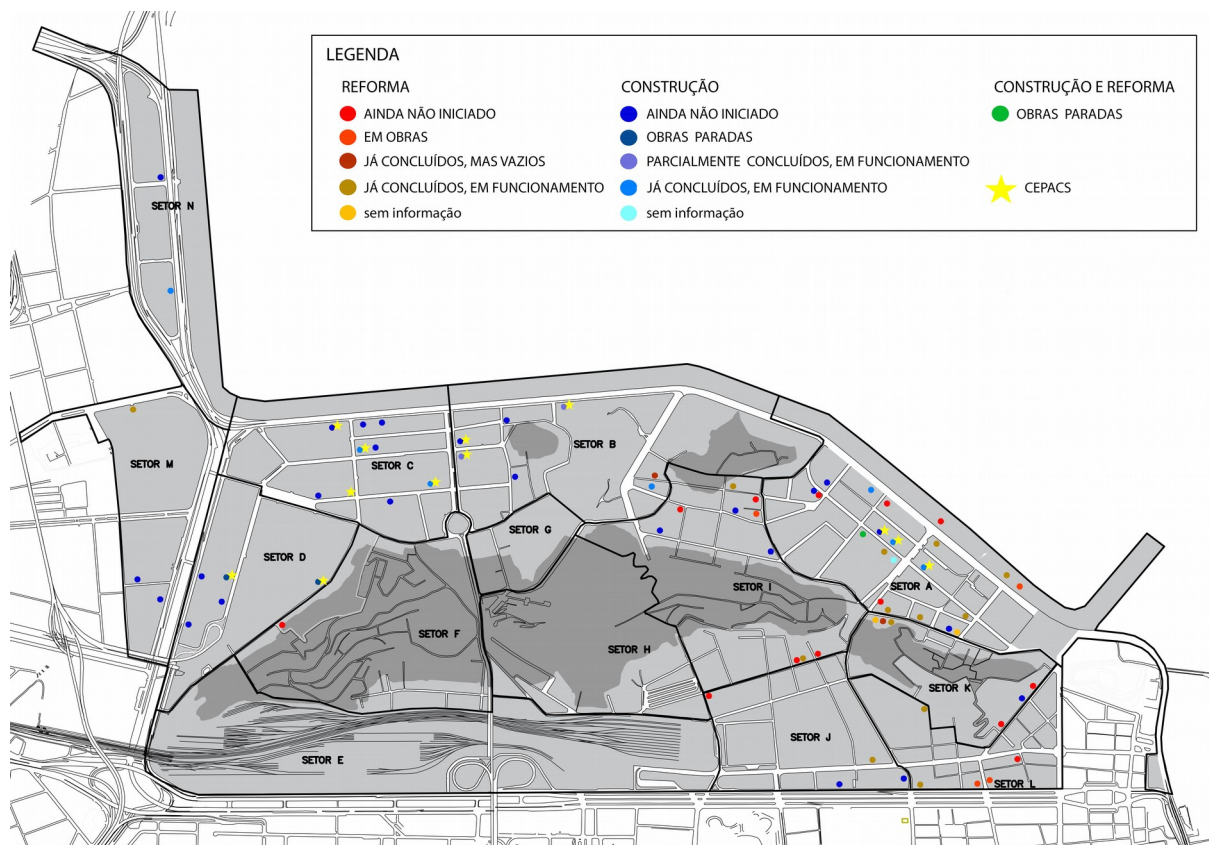 LEGENDA
REFORMA
AINDA NÃO INICIADO
EM OBRAS
JÁ CONCLUÍDOS, MAS VAZIOS
JÁ CONCLUÍDOS, EM FUNCIONAMENTO
sem informação
CONSTRUÇÃO
AINDA NÃO INICIADO
OBRAS PARADAS
PARCIALMENTE CONCLUÍDOS, EM FUNCIONAMENTO
JÁ CONCLUÍDOS, EM FUNCIONAMENTO
sem informação
CONSTRUÇÃO E REFORMA
OBRAS PARADAS
CEPACS
SETOR N
SETOR B
SETOR M
SETOR C
SETOR G
SETOR D
SETOR I
SETOR A
SETOR F
SETOR H
SETOR K
SETOR J
SETOR E
SETOR L